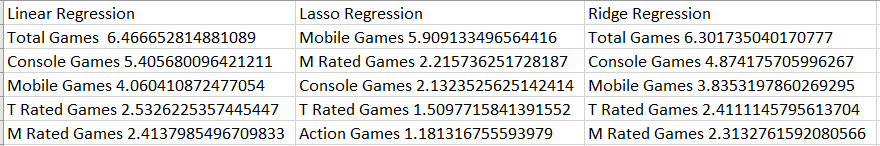 Linear Regression Lasso Regression Ridge Regression
Total Games 6.466652814881089 Mobile Games 5.909133496564416 Total Games 6.301735040170777
Console Games 5.405680096421211 M Rated Games 2.215736251728187 Console Games 4.874175705996267
Mobile Games 4.060410872477054 Console Games 2.1323525625142414 Mobile Games 3.8353197860269295
T Rated Games 2.5326225357445447 T Rated Games 1.5097715841391552 T Rated Games 2.4111145795613704
M Rated Games 2.4137985496709833 Action Games 1.181316755593979 M Rated Games 2.3132761592080566